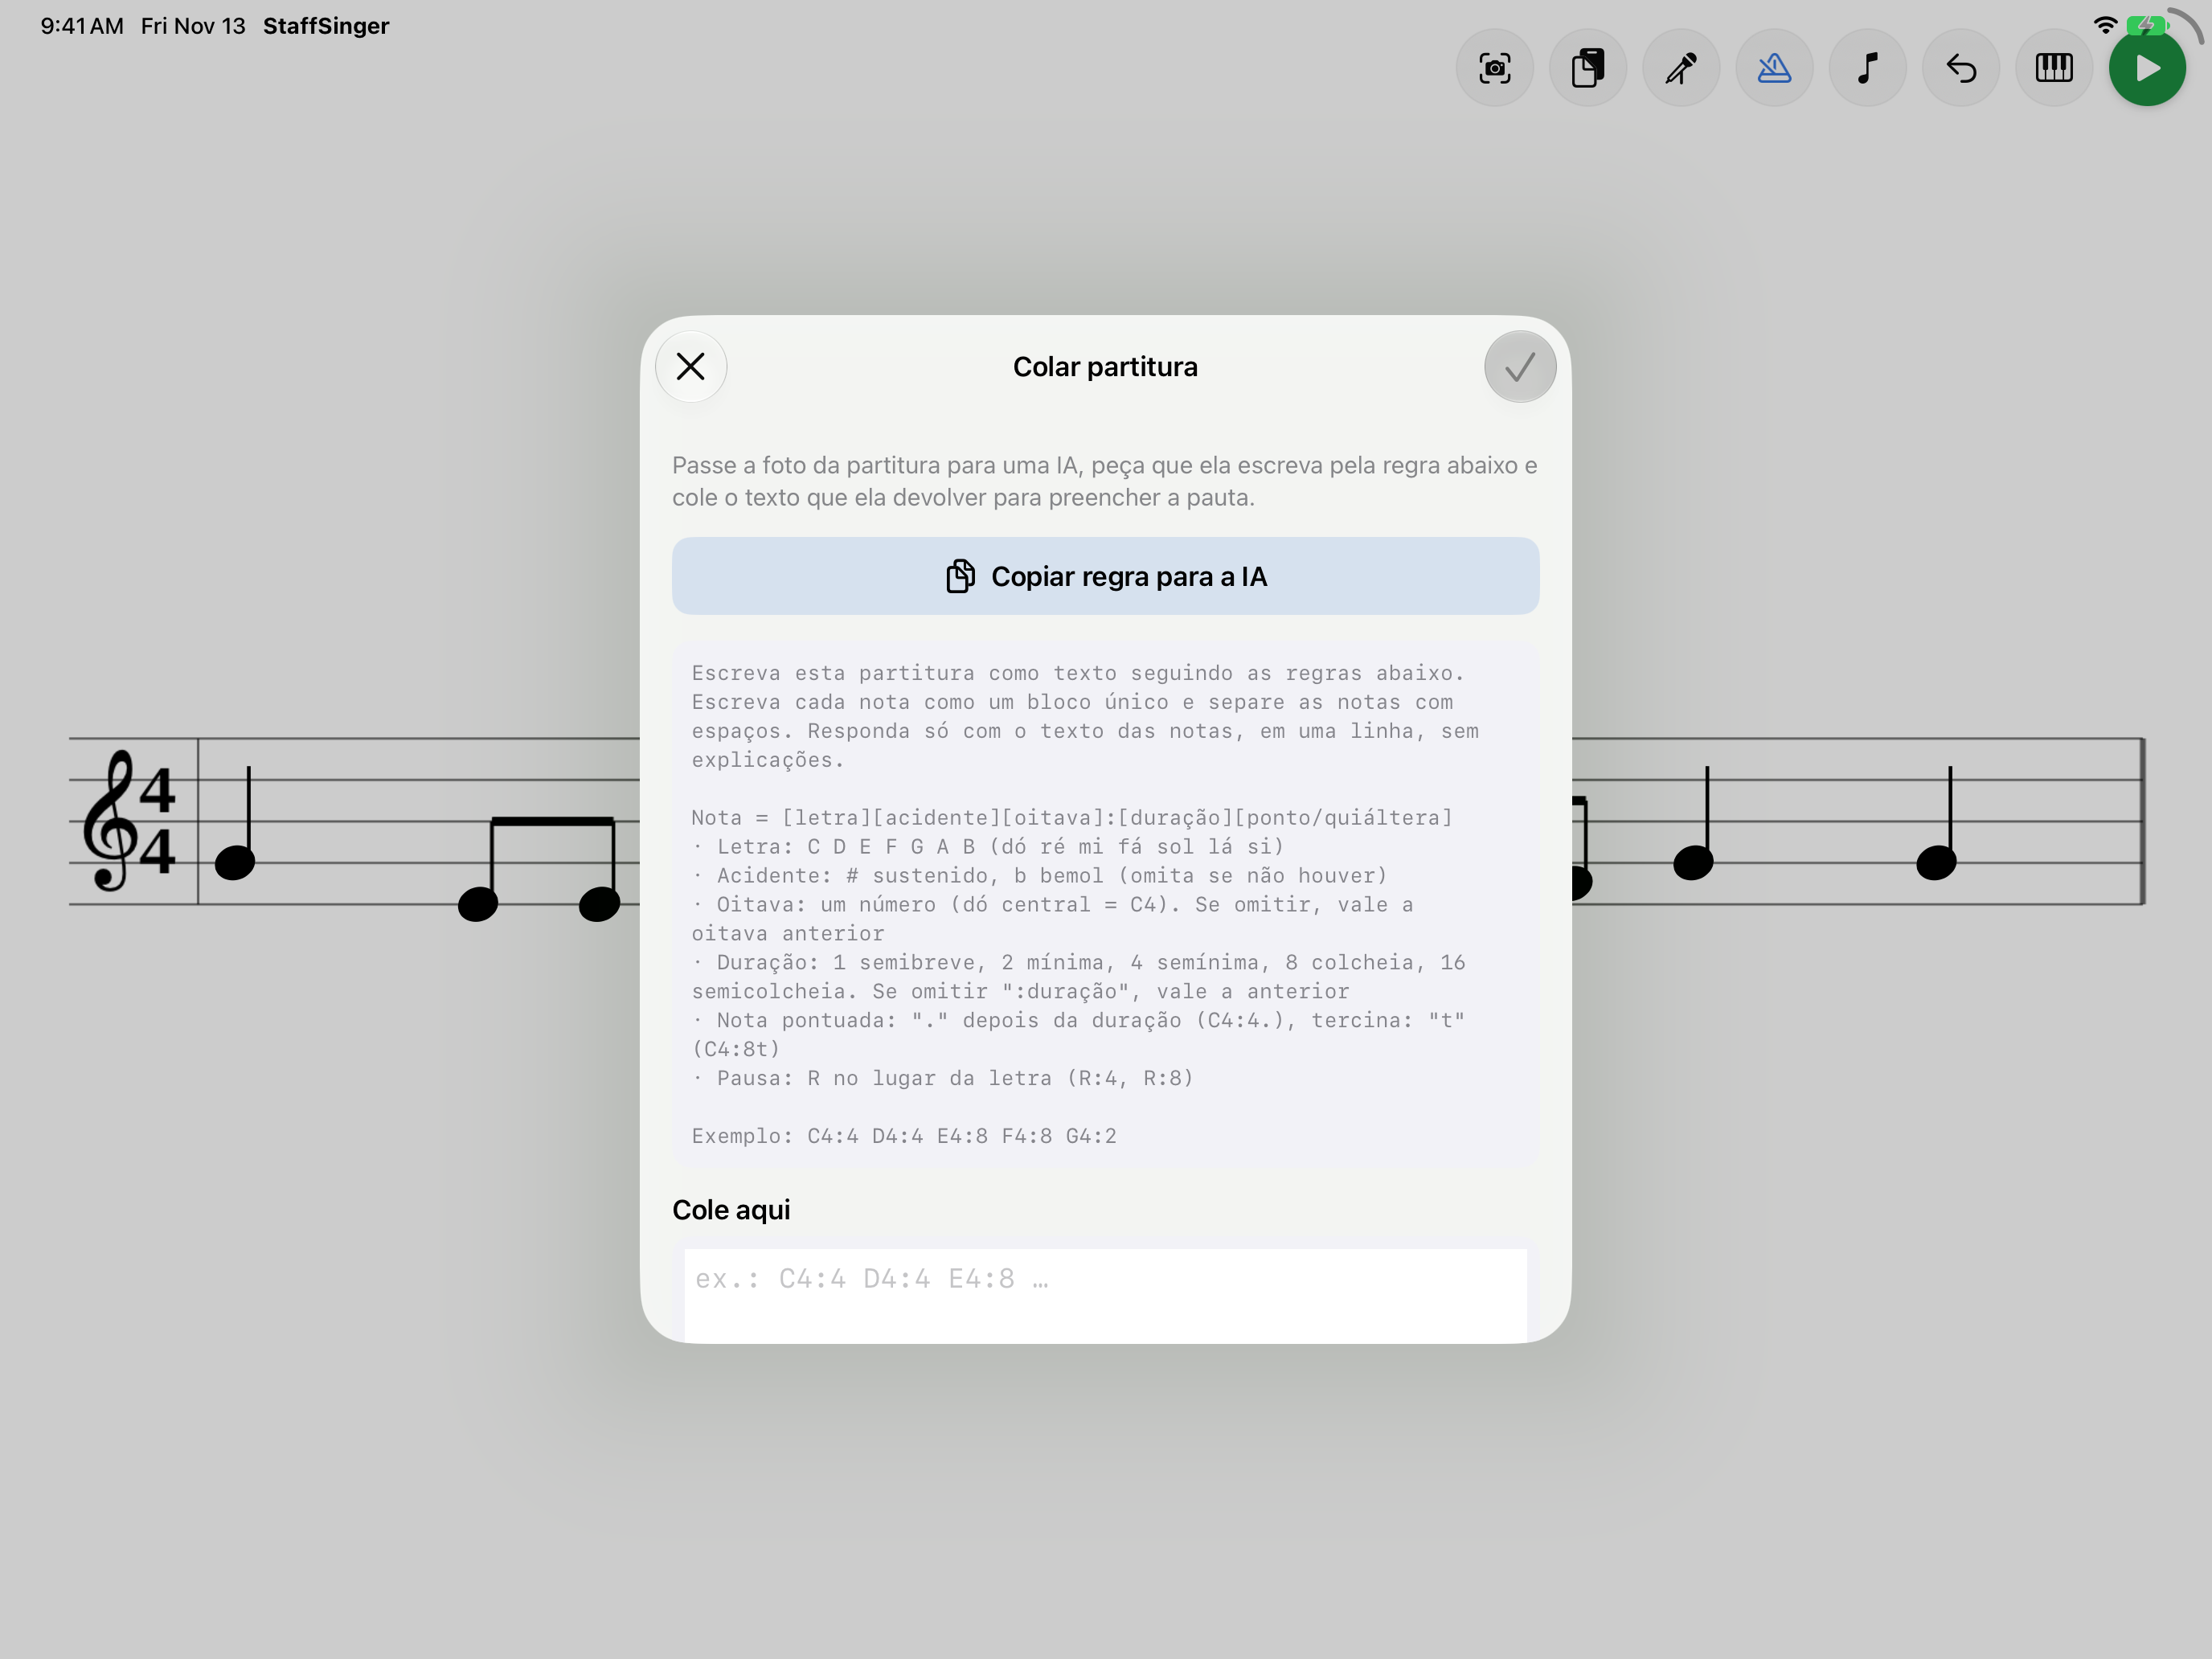 9:41 AM Fri Nov 13 StaffSinger
Colar partitura
Passe a foto da partitura para uma IA, peça que ela escreva pela regra abaixo e
cole o texto que ela devolver para preencher a pauta.
Copiar regra para a IA
Escreva esta partitura como texto seguindo as regras abaixo.
Escreva cada nota como um bloco único e separe as notas com
espaços. Responda só com o texto das notas, em uma linha, sem
explicações.
Nota = [letra][acidente][oitava]:[duração][ponto/quiáltera]
· Letra: C D E F G A B (dó ré mi fá sol lá si)
· Acidente: # sustenido, b bemol (omita se não houver)
· Oitava: um número (dó central = C4). Se omitir, vale a
oitava anterior
· Duração: 1 semibreve, 2 mínima, 4 semínima, 8 colcheia, 16
semicolcheia. Se omitir ":duração", vale a anterior
· Nota pontuada: "." depois da duração (C4:4.), tercina: "t"
(C4:8t)
· Pausa: R no lugar da letra (R:4, R:8)
Exemplo: C4:4 D4:4 E4:8 F4:8 G4:2
Cole aqui
ex.: C4:4 D4:4 E4:8 …
4
4